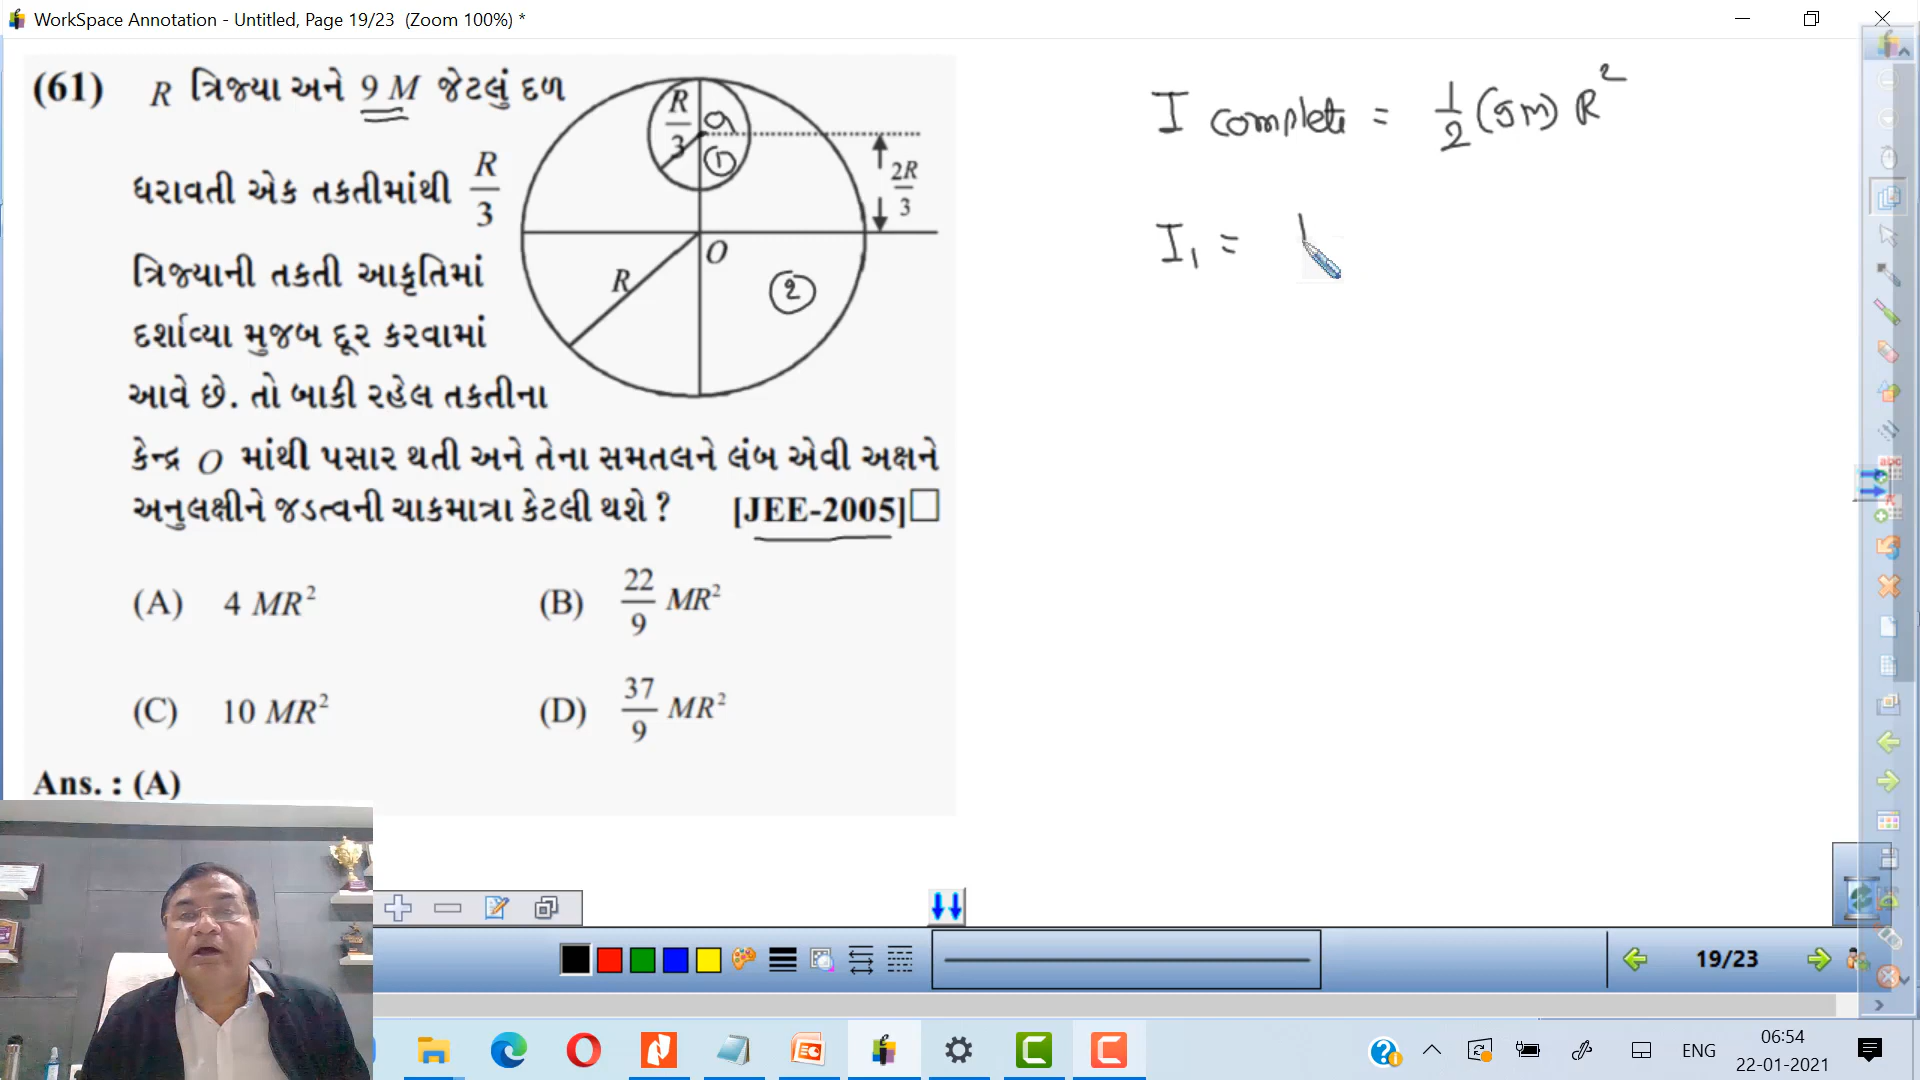 WorkSpace Annotation - Untitled, Page 19/23 (Zoom 100%) *
(61) R ત્રિજ્યા અને 9 M જેટલું દળ
ધરાવતી એક તકતીમાંથી R/3
ત્રિજ્યાની તકતી આકૃતિમાં
દર્શાવ્યા મુજબ દૂર કરવામાં
આવે છે. તો બાકી રહેલ તકતીના
કેન્દ્ર O માંથી પસાર થતી અને તેના સમતલને લંબ એવી અક્ષને
અનુલક્ષીને જડત્વની ચાકમાત્રા કેટલી થશે ? [JEE-2005]
R/3
①
2R/3
O
R
②
(A) 4 MR² (B) 22/9 MR²
(C) 10 MR² (D) 37/9 MR²
Ans. : (A)
I complete = 1/2 (9M) R²
I₁ =
19/23
ENG
06:54
22-01-2021